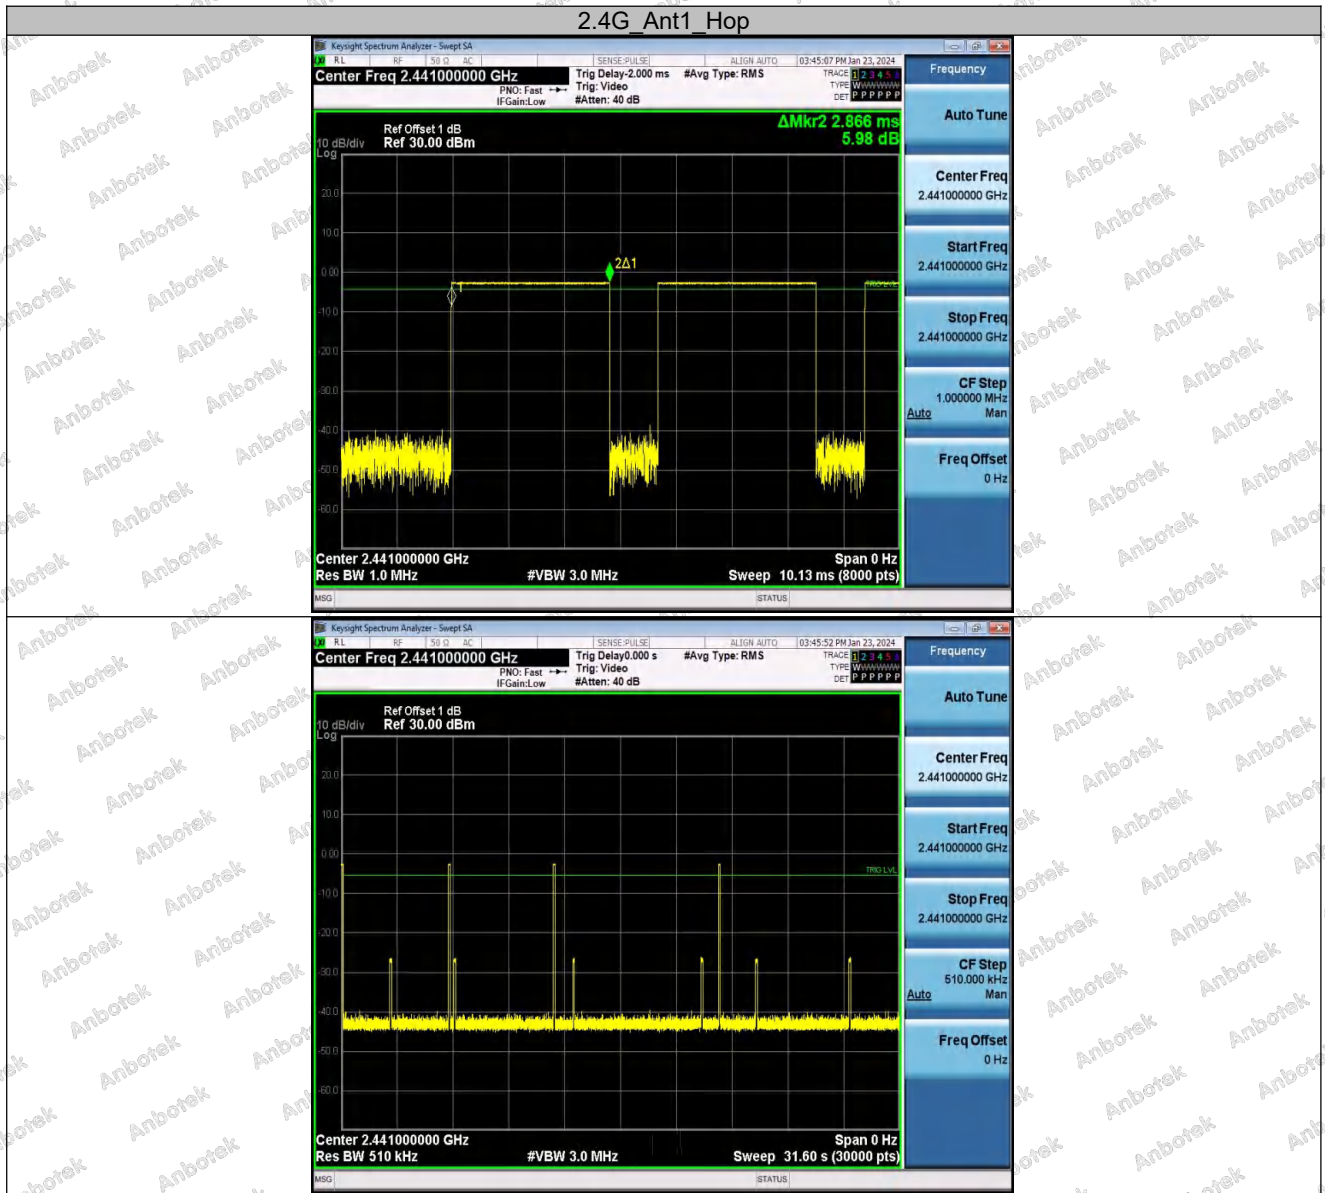 2.4G_Ant1_Hop
Keysight Spectrum Analyzer - Swept SA
RL RF 50 Ω AC SENSE:PULSE ALIGN AUTO 03:45:07 PM Jan 23, 2024
Center Freq 2.441000000 GHz
PNO: Fast
IFGain:Low
Trig Delay-2.000 ms
Trig: Video
#Atten: 40 dB
#Avg Type: RMS
TRACE 1 2 3 4 5 6
TYPE W
DET P P P P P P
Frequency
ΔMkr2 2.866 ms
5.98 dB
Ref Offset 1 dB
10 dB/div Ref 30.00 dBm
Log
20.0
10.0
0.00
-10.0
-20.0
-30.0
-40.0
-50.0
-60.0
2Δ1
1
TRIG LVL
Center 2.441000000 GHz Span 0 Hz
Res BW 1.0 MHz #VBW 3.0 MHz Sweep 10.13 ms (8000 pts)
MSG STATUS
Auto Tune
Center Freq
2.441000000 GHz
Start Freq
2.441000000 GHz
Stop Freq
2.441000000 GHz
CF Step
1.000000 MHz
Auto Man
Freq Offset
0 Hz
Keysight Spectrum Analyzer - Swept SA
RL RF 50 Ω AC SENSE:PULSE ALIGN AUTO 03:45:52 PM Jan 23, 2024
Center Freq 2.441000000 GHz
PNO: Fast
IFGain:Low
Trig Delay0.000 s
Trig: Video
#Atten: 40 dB
#Avg Type: RMS
TRACE 1 2 3 4 5 6
TYPE W
DET P P P P P P
Frequency
Ref Offset 1 dB
10 dB/div Ref 30.00 dBm
Log
20.0
10.0
0.00
-10.0
-20.0
-30.0
-40.0
-50.0
-60.0
TRIG LVL
Center 2.441000000 GHz Span 0 Hz
Res BW 510 kHz #VBW 3.0 MHz Sweep 31.60 s (30000 pts)
MSG STATUS
Auto Tune
Center Freq
2.441000000 GHz
Start Freq
2.441000000 GHz
Stop Freq
2.441000000 GHz
CF Step
510.000 kHz
Auto Man
Freq Offset
0 Hz
Anbotek